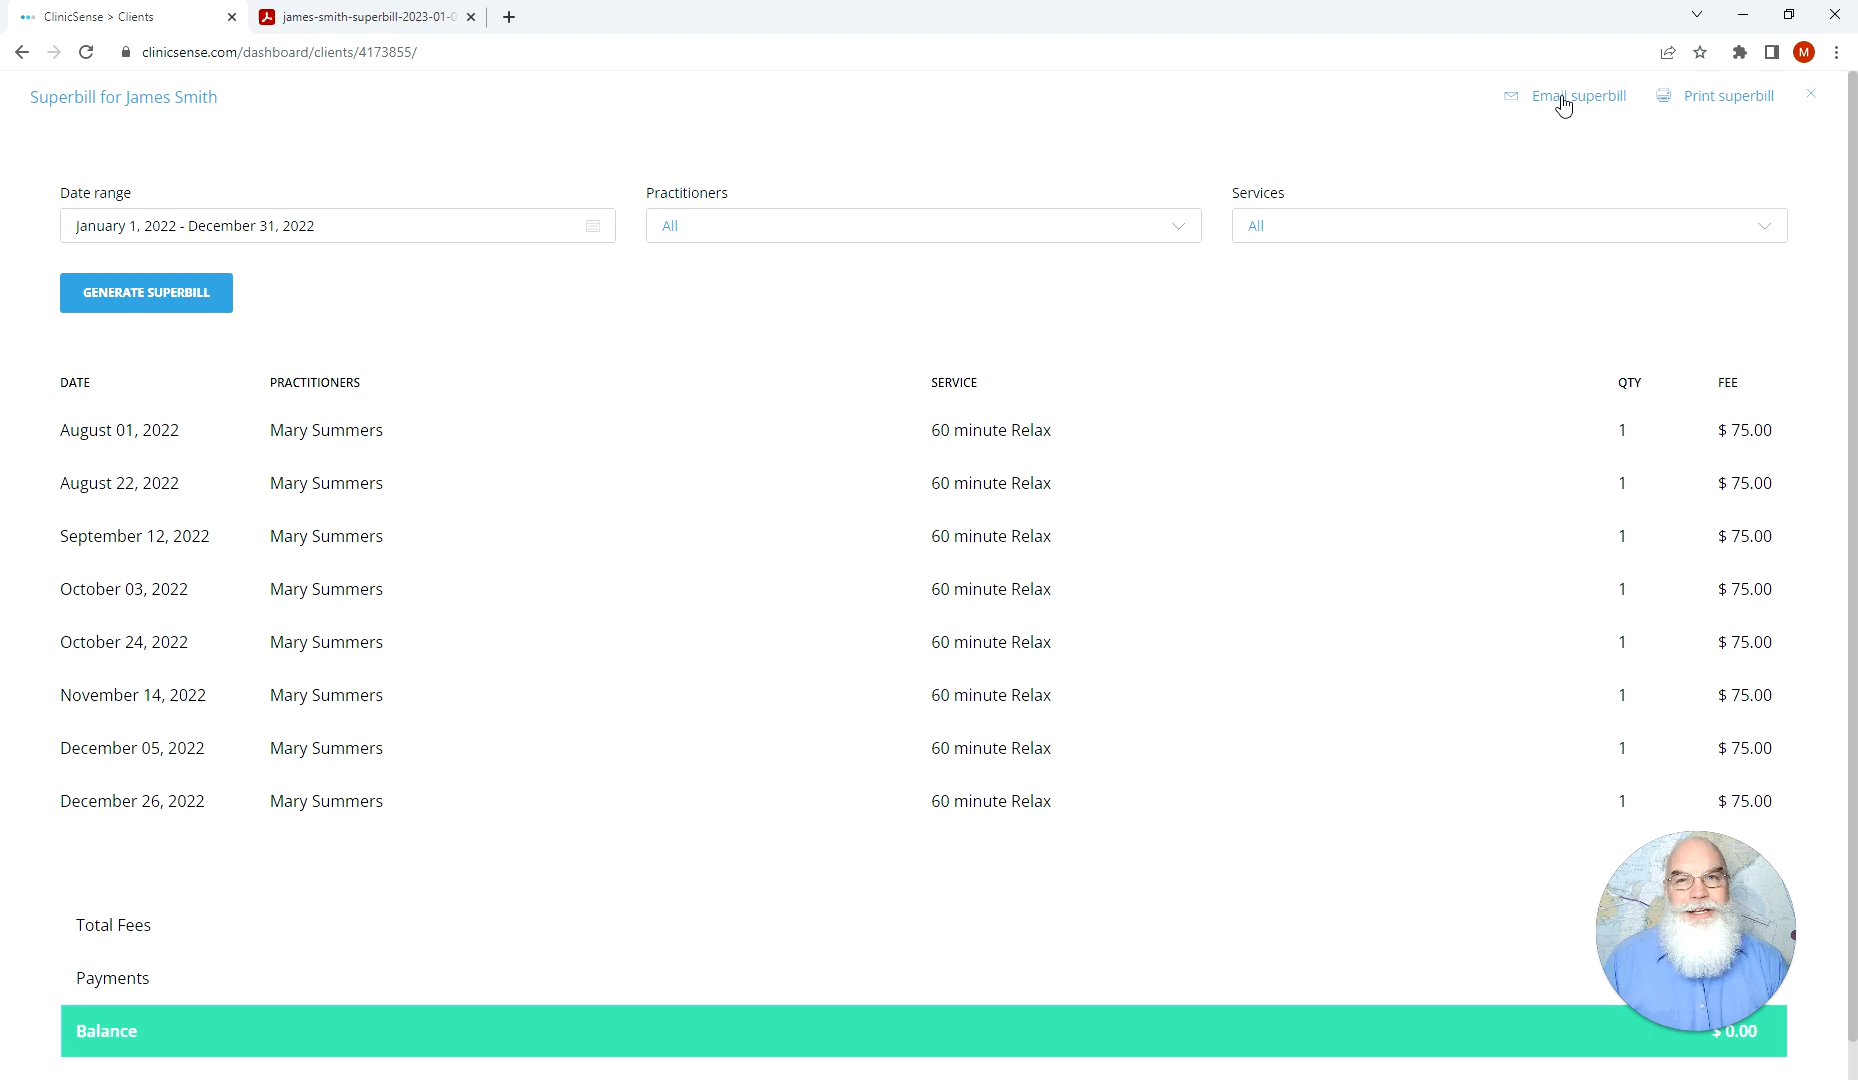 ClinicSense > Clients
james-smith-superbill-2023-01-0
clinicsense.com/dashboard/clients/4173855/
M
Superbill for James Smith
Email superbill
Print superbill
Date range
Practitioners
Services
January 1, 2022 - December 31, 2022
All
All
GENERATE SUPERBILL
DATE PRACTITIONERS SERVICE QTY FEE
August 01, 2022 Mary Summers 60 minute Relax 1 $ 75.00
August 22, 2022 Mary Summers 60 minute Relax 1 $ 75.00
September 12, 2022 Mary Summers 60 minute Relax 1 $ 75.00
October 03, 2022 Mary Summers 60 minute Relax 1 $ 75.00
October 24, 2022 Mary Summers 60 minute Relax 1 $ 75.00
November 14, 2022 Mary Summers 60 minute Relax 1 $ 75.00
December 05, 2022 Mary Summers 60 minute Relax 1 $ 75.00
December 26, 2022 Mary Summers 60 minute Relax 1 $ 75.00
Total Fees
Payments
Balance $ 0.00